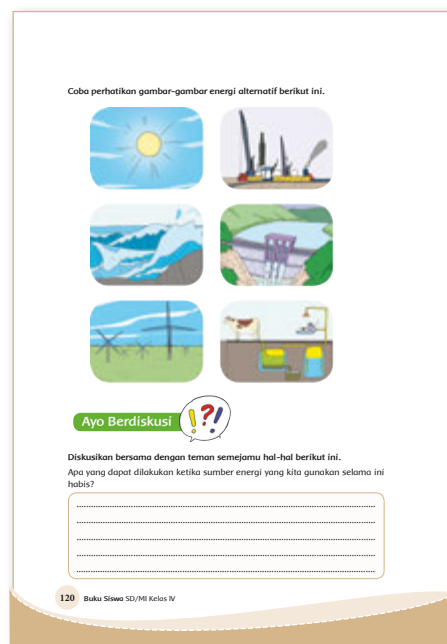 Coba perhatikan gambar-gambar energi alternatif berikut ini.
Ayo Berdiskusi
!?!
Diskusikan bersama dengan teman semejamu hal-hal berikut ini.
Apa yang dapat dilakukan ketika sumber energi yang kita gunakan selama ini
habis?
120 Buku Siswa SD/MI Kelas IV